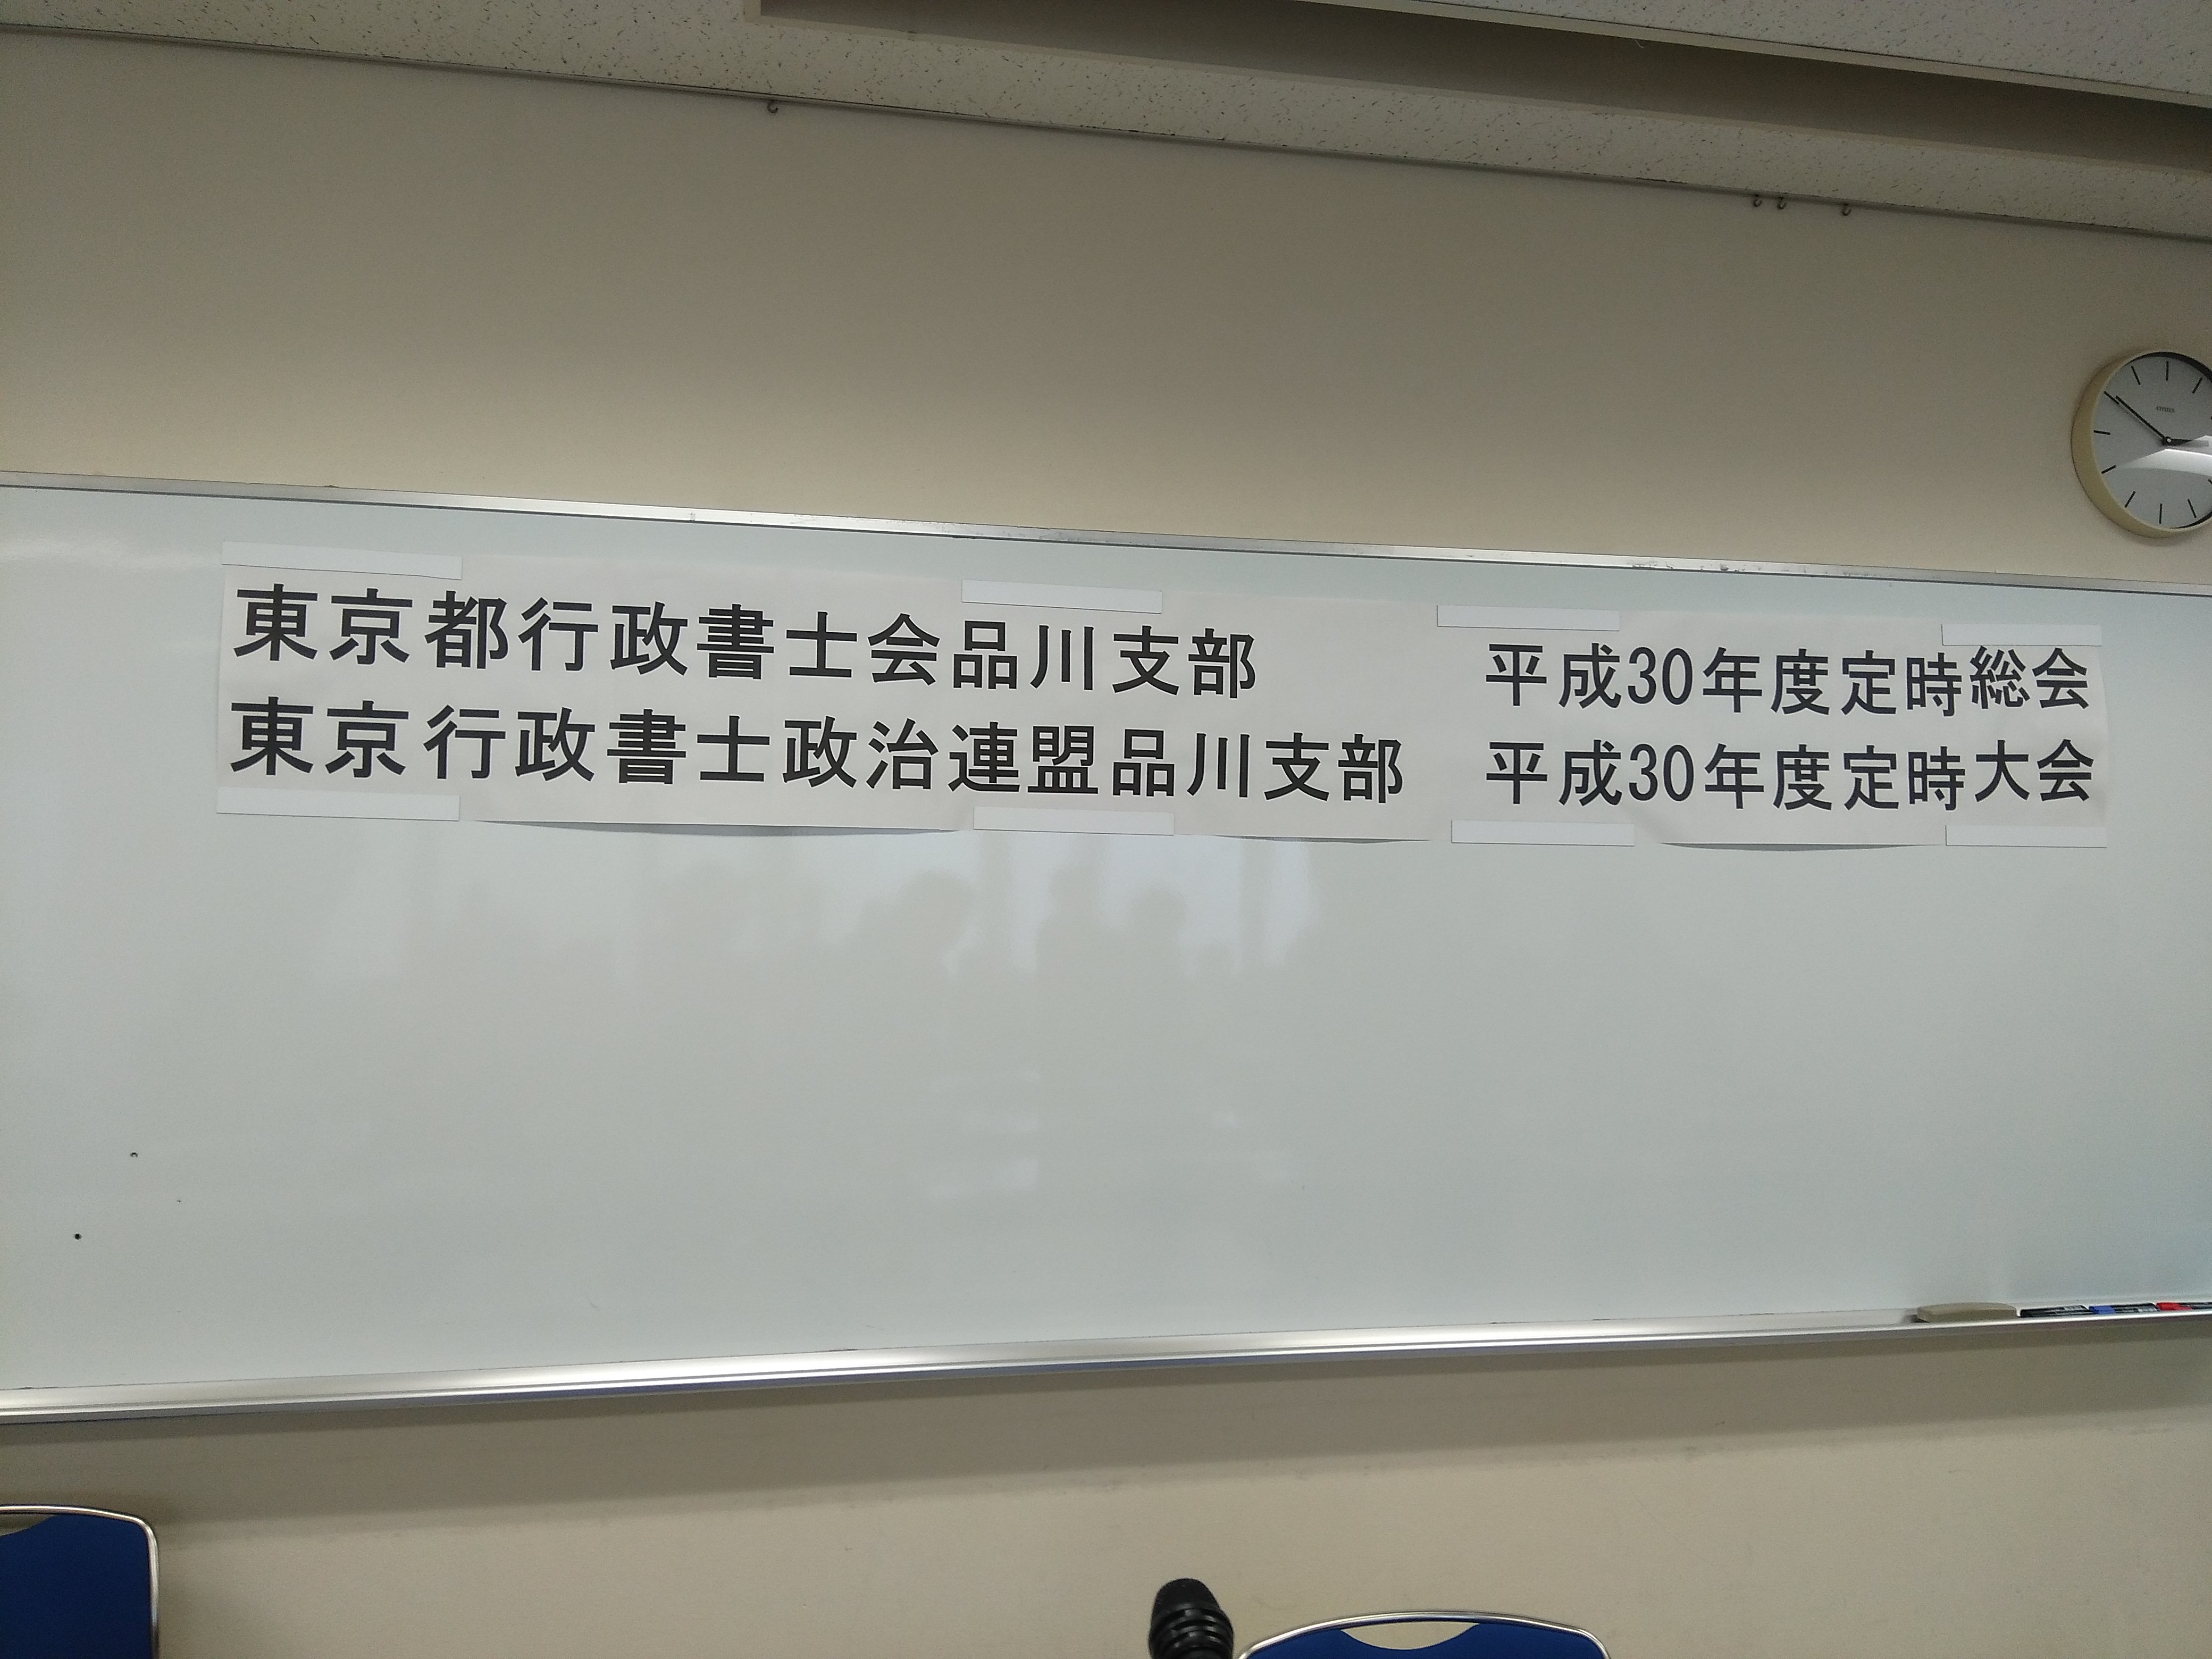 東京都行政書士会品川支部　平成30年度定時総会
東京行政書士政治連盟品川支部　平成30年度定時大会